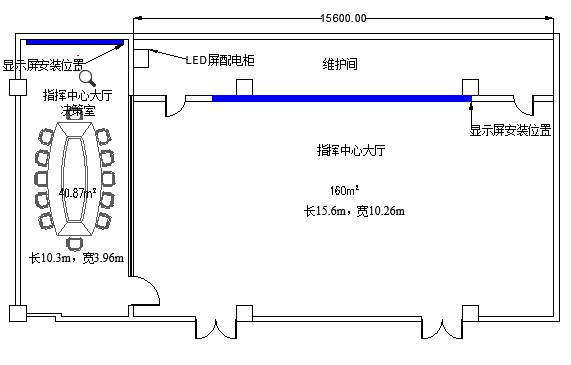 15600.00
显示屏安装位置
LED屏配电柜
维护间
指挥中心大厅
决策室
显示屏安装位置
指挥中心大厅
40.87m²
160m²
长15.6m，宽10.26m
长10.3m，宽3.96m